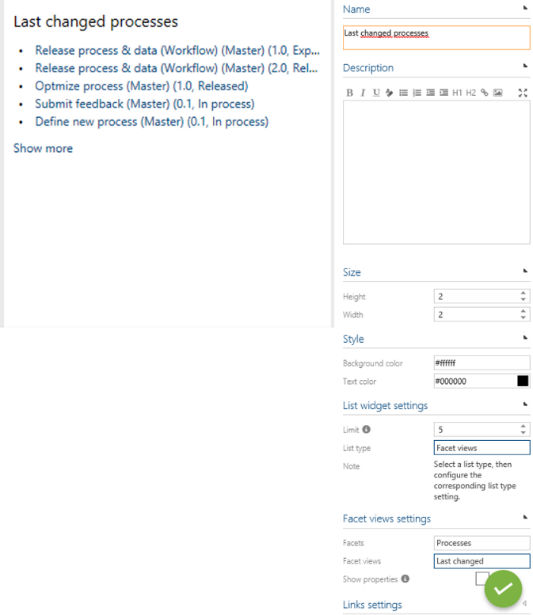 Last changed processes
• Release process & data (Workflow) (Master) (1.0, Exp...
• Release process & data (Workflow) (Master) (2.0, Rel...
• Optmize process (Master) (1.0, Released)
• Submit feedback (Master) (0.1, In process)
• Define new process (Master) (0.1, In process)
Show more
Name
Last changed processes
Description
B I U H1 H2
Size
Height 2
Width 2
Style
Background color #ffffff
Text color #000000
List widget settings
Limit 5
List type Facet views
Note Select a list type, then
configure the
corresponding list type
setting.
Facet views settings
Facets Processes
Facet views Last changed
Show properties
Links settings